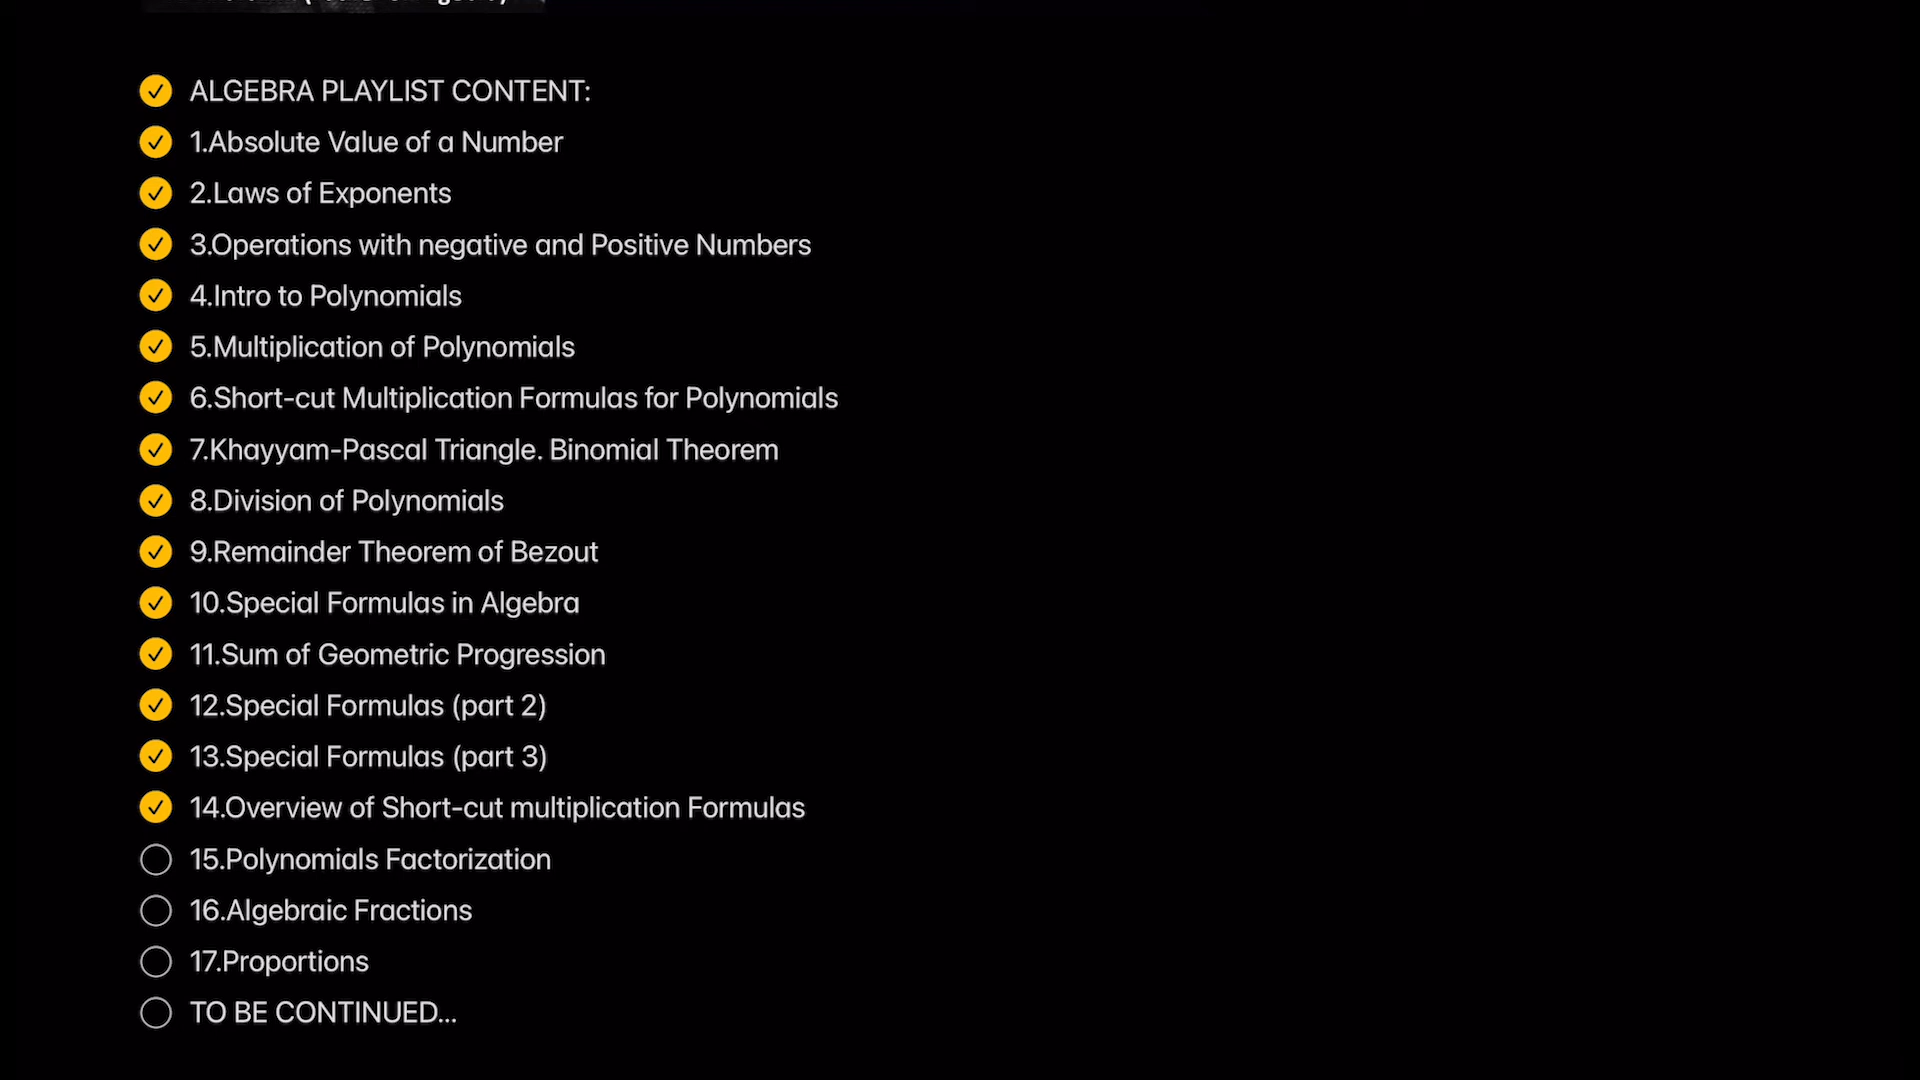 ALGEBRA PLAYLIST CONTENT:
1.Absolute Value of a Number
2.Laws of Exponents
3.Operations with negative and Positive Numbers
4.Intro to Polynomials
5.Multiplication of Polynomials
6.Short-cut Multiplication Formulas for Polynomials
7.Khayyam-Pascal Triangle. Binomial Theorem
8.Division of Polynomials
9.Remainder Theorem of Bezout
10.Special Formulas in Algebra
11.Sum of Geometric Progression
12.Special Formulas (part 2)
13.Special Formulas (part 3)
14.Overview of Short-cut multiplication Formulas
15.Polynomials Factorization
16.Algebraic Fractions
17.Proportions
TO BE CONTINUED...